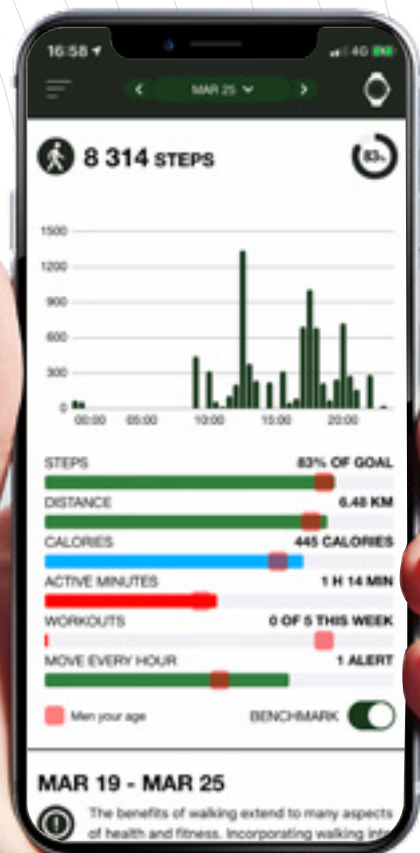 16:58
4G
MAR 25
8 314 STEPS
83%
1500
1200
900
600
300
0
00:00 05:00 10:00 15:00 20:00
STEPS 83% OF GOAL
DISTANCE 6.48 KM
CALORIES 445 CALORIES
ACTIVE MINUTES 1 H 14 MIN
WORKOUTS 0 OF 5 THIS WEEK
MOVE EVERY HOUR 1 ALERT
Men your age BENCHMARK
MAR 19 - MAR 25
The benefits of walking extend to many aspects
of health and fitness. Incorporating walking into